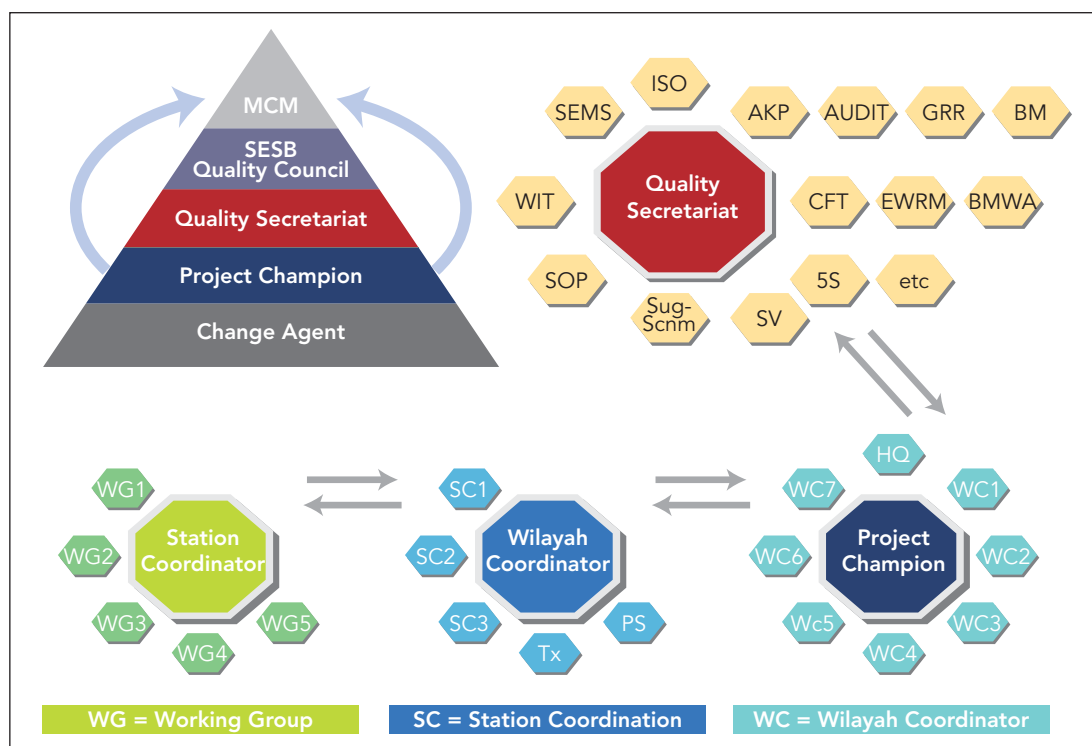 MCM
SESB
Quality Council
Quality Secretariat
Project Champion
Change Agent
ISO
SEMS
AKP
AUDIT
GRR
BM
Quality
Secretariat
WIT
CFT
EWRM
BMWA
SOP
5S
etc
Sug-
Scnm
SV
WG1
WG2
WG3
WG4
WG5
Station
Coordinator
SC1
SC2
SC3
Tx
PS
Wilayah
Coordinator
HQ
WC7
WC1
WC6
WC2
Wc5
WC3
WC4
Project
Champion
WG = Working Group
SC = Station Coordination
WC = Wilayah Coordinator